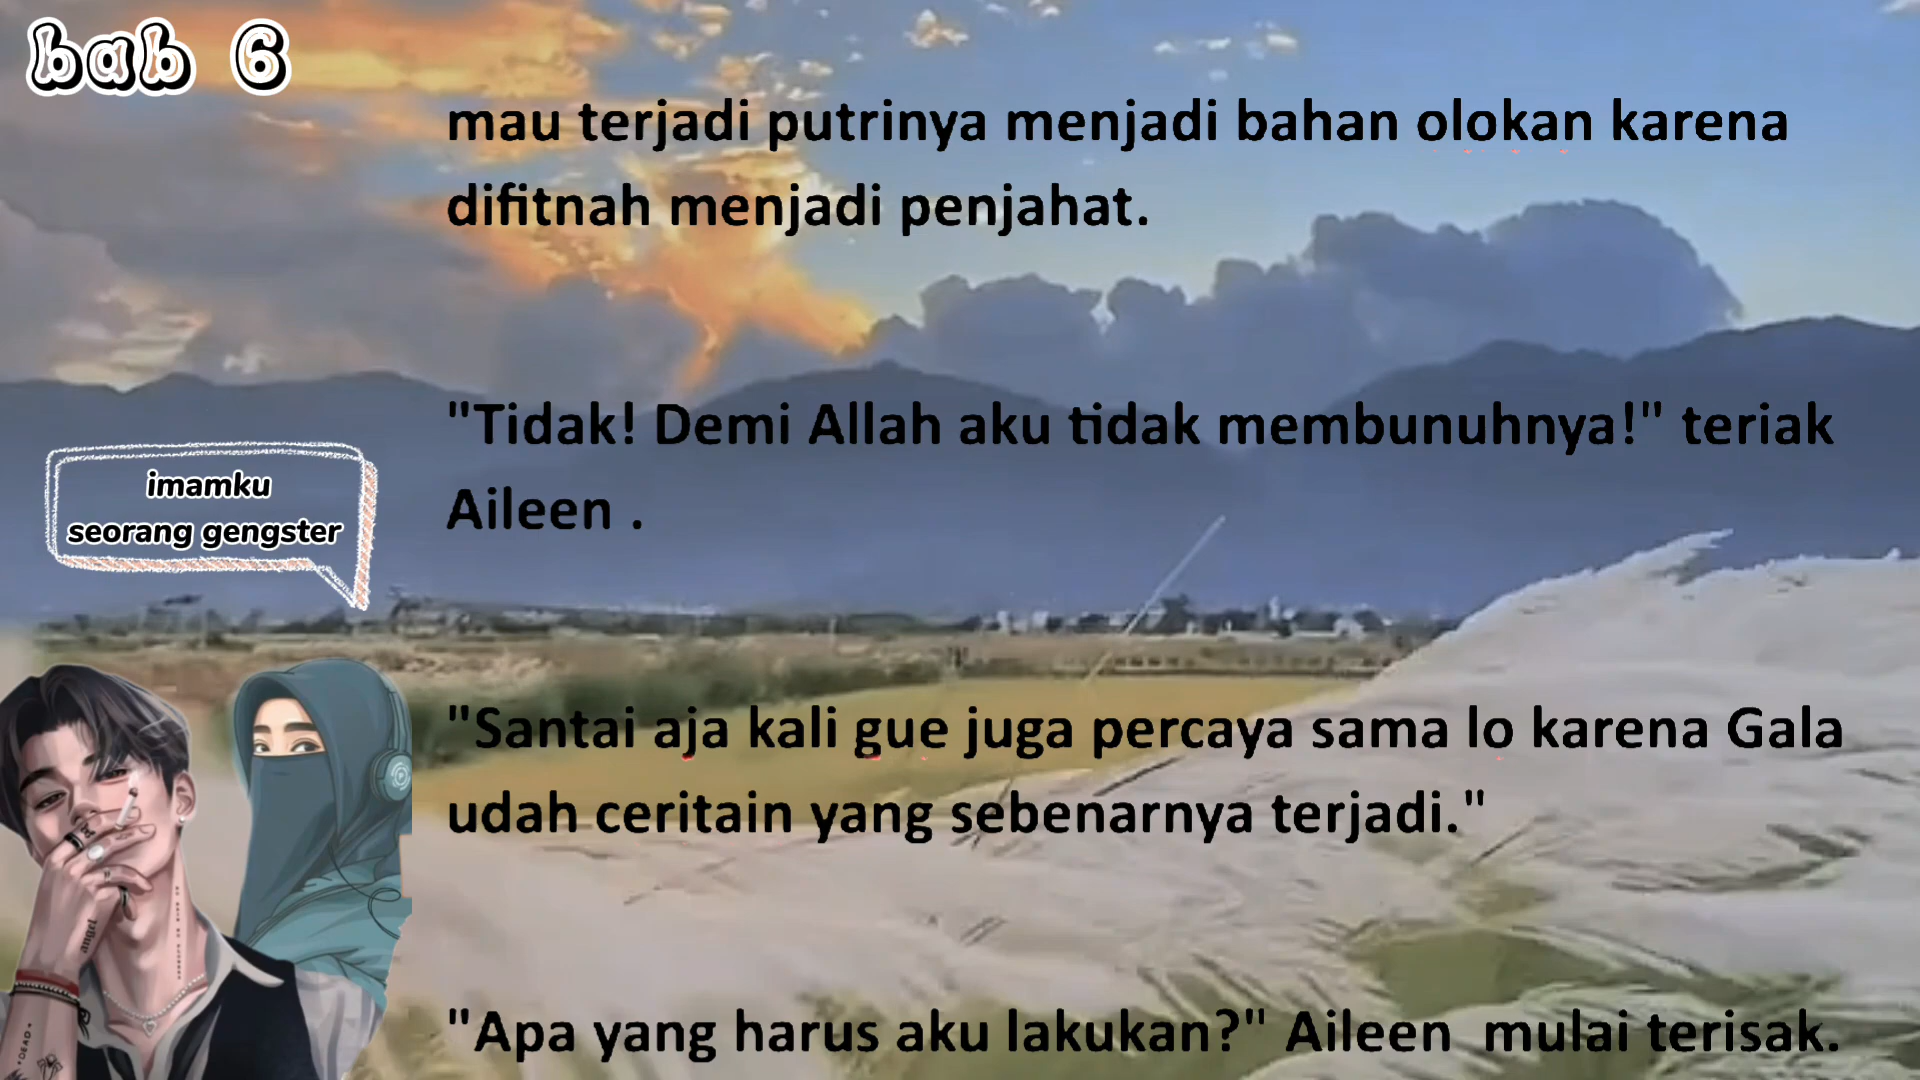 bab 6
mau terjadi putrinya menjadi bahan olokan karena
difitnah menjadi penjahat.
"Tidak! Demi Allah aku tidak membunuhnya!" teriak
Aileen .
imamku
seorang gengster
"Santai aja kali gue juga percaya sama lo karena Gala
udah ceritain yang sebenarnya terjadi."
angel
DEAD
"Apa yang harus aku lakukan?" Aileen  mulai terisak.